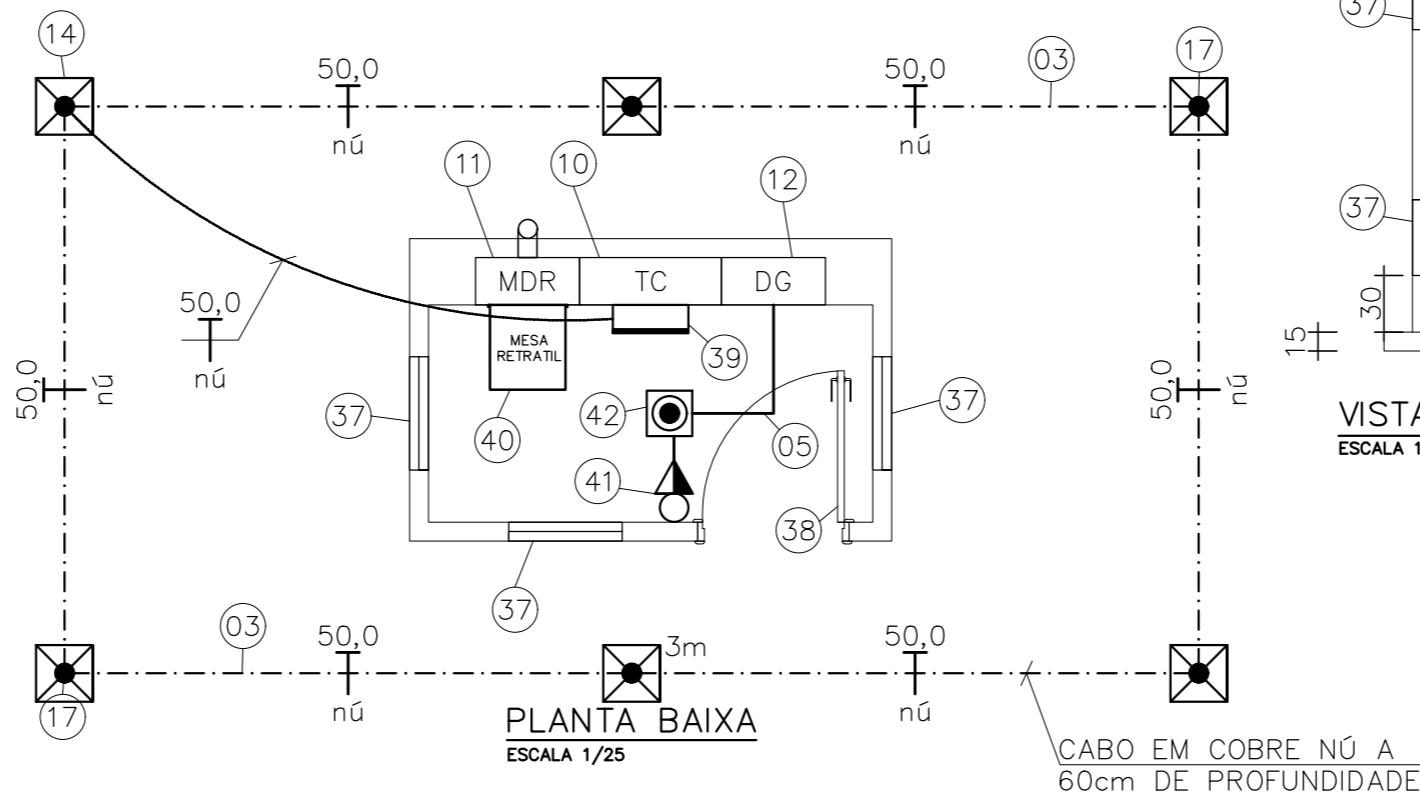 14
50,0
nú
50,0
nú
03
17
37
11
10
12
MDR
TC
DG
50,0
nú
MESA
RETRATIL
39
37
40
42
05
41
38
37
37
50,0
nú
50,0
nú
37
30
15
VISTA
ESCALA 1
03
50,0
nú
3m
50,0
nú
17
PLANTA BAIXA
ESCALA 1/25
CABO EM COBRE NÚ A
60cm DE PROFUNDIDADE